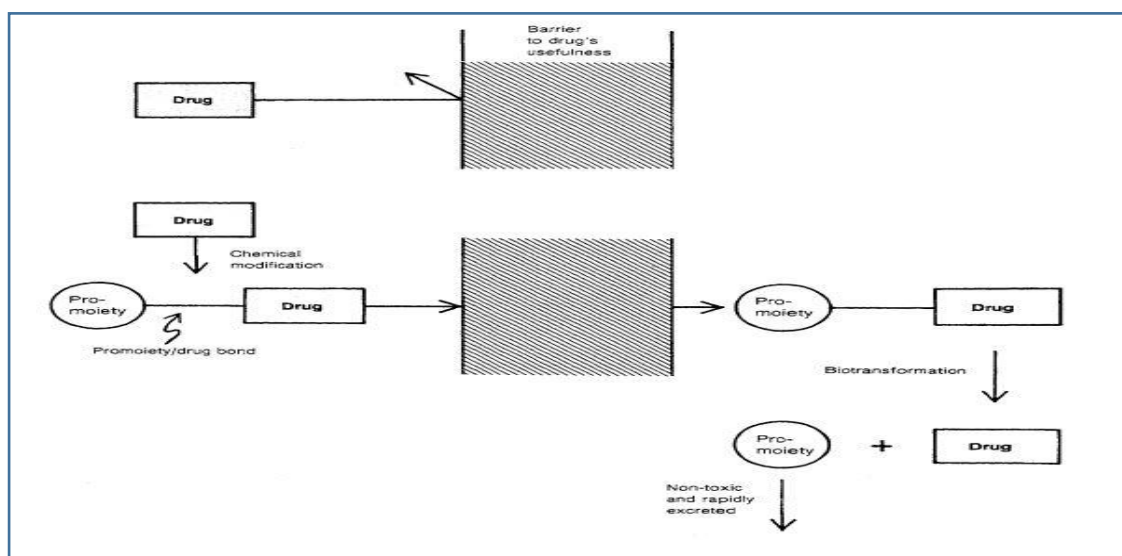 Barrier
to drug's
usefulness
Drug
Drug
Chemical
modification
Pro-
moiety
Drug
Promoiety/drug bond
Pro-
moiety
Drug
Biotransformation
Pro-
moiety
+
Drug
Non-toxic
and rapidly
excreted